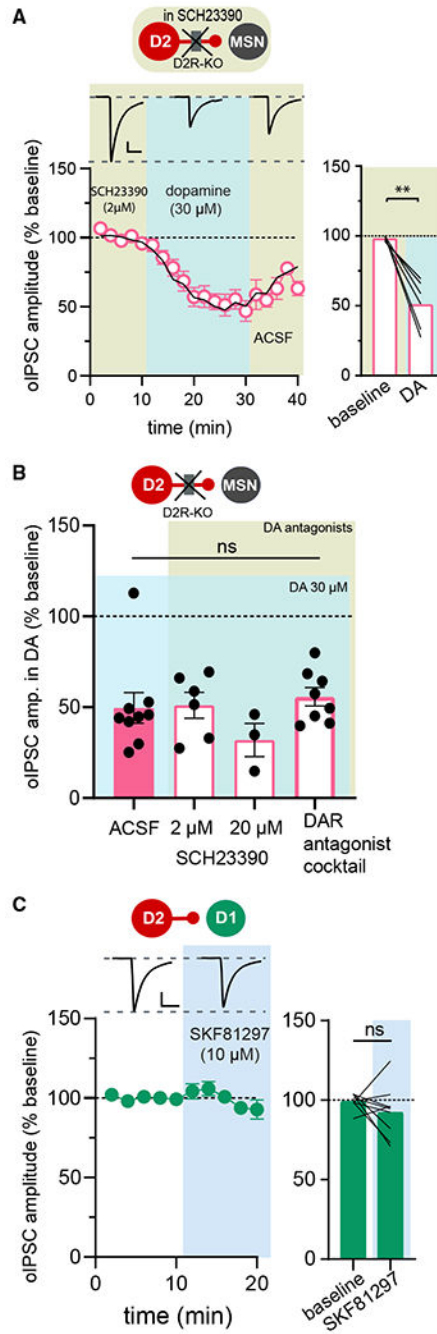 A
in SCH23390
D2
MSN
D2R-KO
oIPSC amplitude (% baseline)
150
100
50
0
SCH23390
(2µM)
dopamine
(30 µM)
ACSF
0
10
20
30
40
time (min)
150
100
50
0
**
baseline
DA
B
D2
MSN
D2R-KO
oIPSC amp. in DA (% baseline)
150
100
50
0
DA antagonists
ns
DA 30 µM
ACSF
2 µM
20 µM
SCH23390
DAR
antagonist
cocktail
C
D2
D1
oIPSC amplitude (% baseline)
150
100
50
0
SKF81297
(10 µM)
0
10
20
time (min)
150
100
50
0
ns
baseline
SKF81297